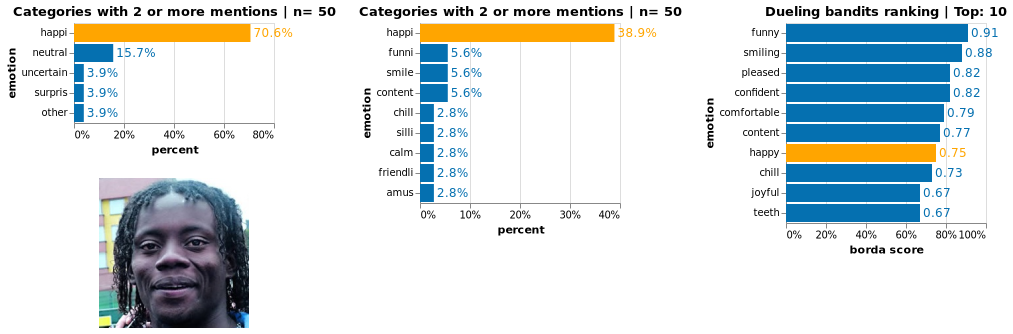 Categories with 2 or more mentions | n= 50
emotion
happi 70.6%
neutral 15.7%
uncertain 3.9%
surpris 3.9%
other 3.9%
0% 20% 40% 60% 80%
percent
Categories with 2 or more mentions | n= 50
emotion
happi 38.9%
funni 5.6%
smile 5.6%
content 5.6%
chill 2.8%
silli 2.8%
calm 2.8%
friendli 2.8%
amus 2.8%
0% 10% 20% 30% 40%
percent
Dueling bandits ranking | Top: 10
emotion
funny 0.91
smiling 0.88
pleased 0.82
confident 0.82
comfortable 0.79
content 0.77
happy 0.75
chill 0.73
joyful 0.67
teeth 0.67
0% 20% 40% 60% 80% 100%
borda score